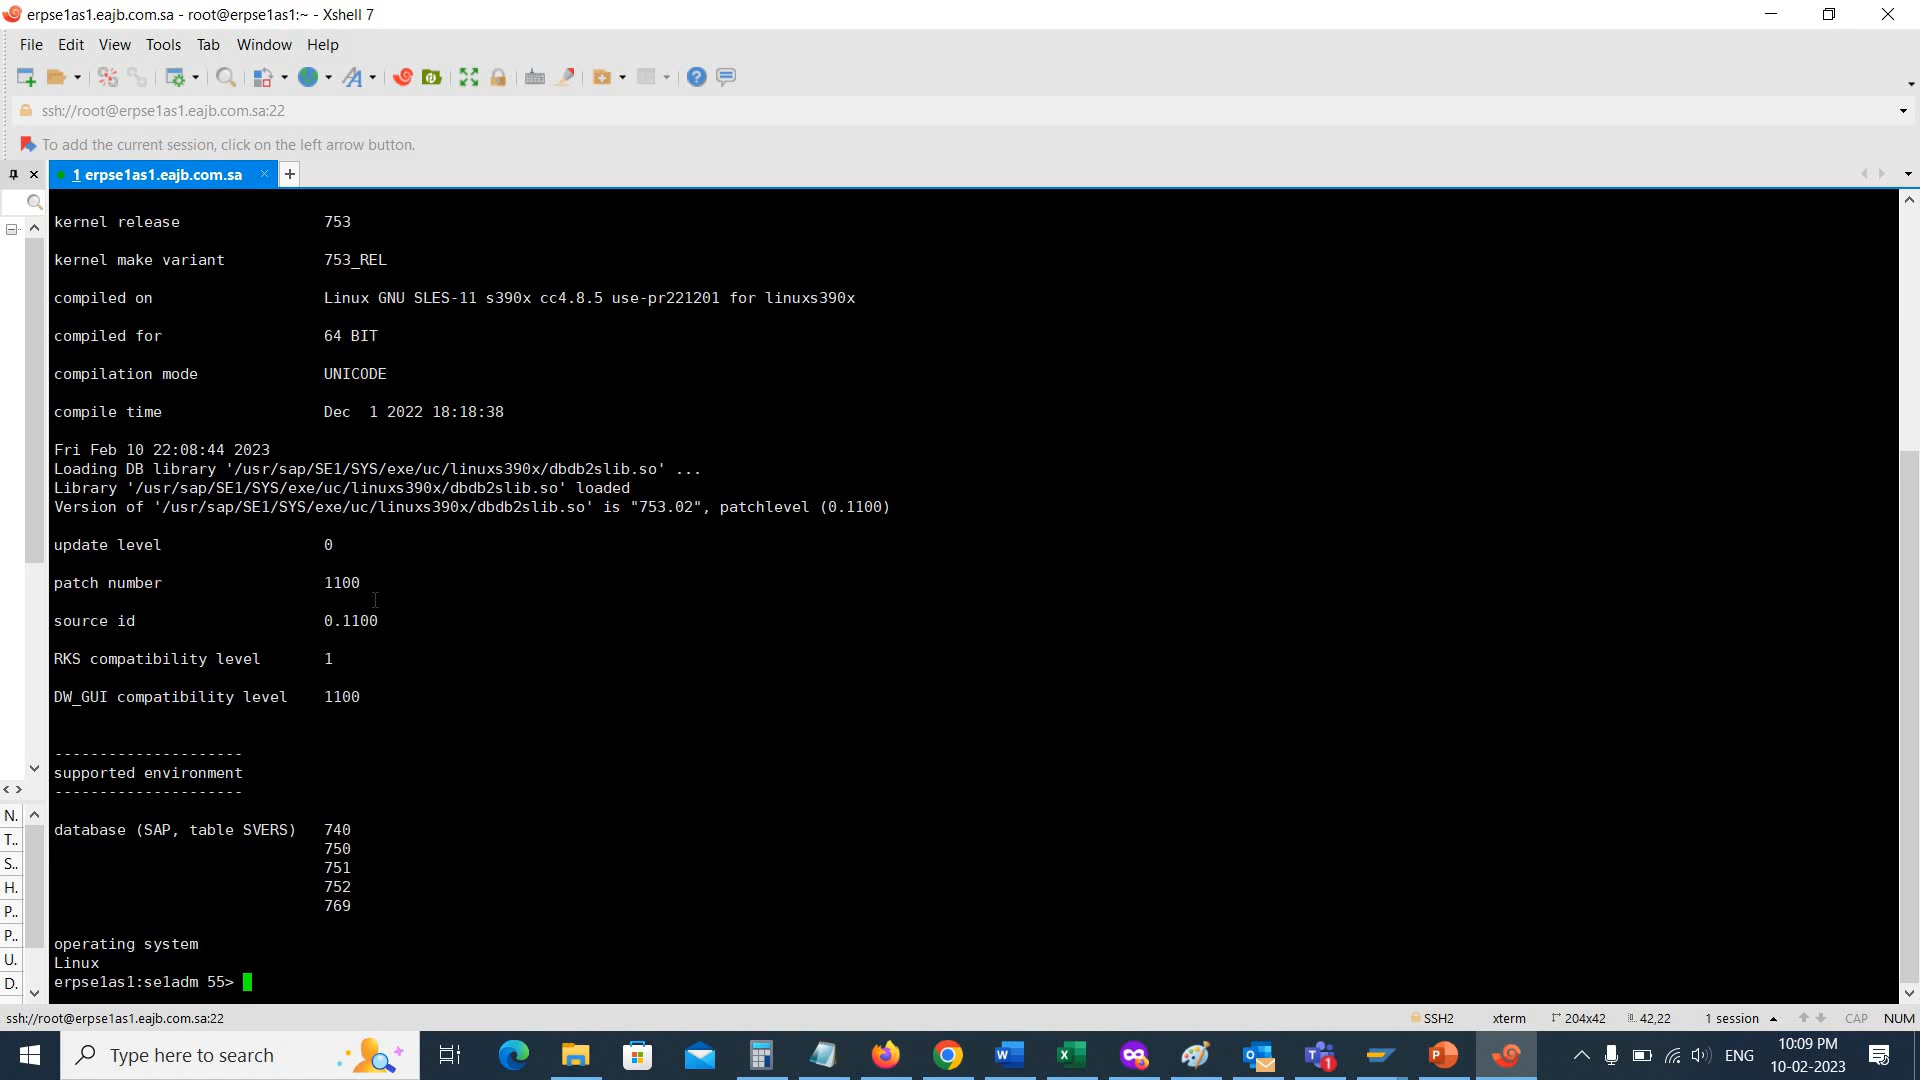 erpse1as1.eajb.com.sa - root@erpse1as1:~ - Xshell 7
File Edit View Tools Tab Window Help
ssh://root@erpse1as1.eajb.com.sa:22
To add the current session, click on the left arrow button.
1 erpse1as1.eajb.com.sa
kernel release 753
kernel make variant 753_REL
compiled on Linux GNU SLES-11 s390x cc4.8.5 use-pr221201 for linuxs390x
compiled for 64 BIT
compilation mode UNICODE
compile time Dec 1 2022 18:18:38
Fri Feb 10 22:08:44 2023
Loading DB library '/usr/sap/SE1/SYS/exe/uc/linuxs390x/dbdb2slib.so' ...
Library '/usr/sap/SE1/SYS/exe/uc/linuxs390x/dbdb2slib.so' loaded
Version of '/usr/sap/SE1/SYS/exe/uc/linuxs390x/dbdb2slib.so' is "753.02", patchlevel (0.1100)
update level 0
patch number 1100
source id 0.1100
RKS compatibility level 1
DW_GUI compatibility level 1100
---------------------
supported environment
---------------------
database (SAP, table SVERS) 740
750
751
752
769
operating system
Linux
erpse1as1:se1adm 55>
N.
T..
S..
H.
P..
P..
U.
D.
ssh://root@erpse1as1.eajb.com.sa:22 SSH2 xterm 204x42 42,22 1 session CAP NUM
Type here to search
ENG
10:09 PM
10-02-2023